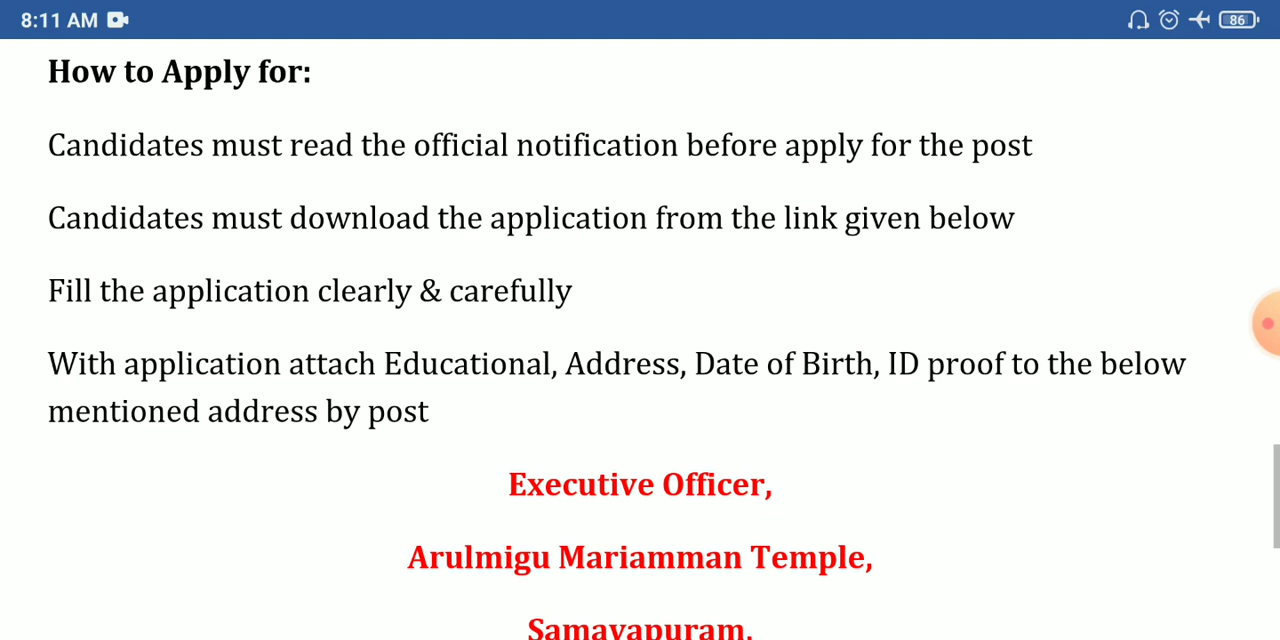 8:11 AM
86
How to Apply for:
Candidates must read the official notification before apply for the post
Candidates must download the application from the link given below
Fill the application clearly & carefully
With application attach Educational, Address, Date of Birth, ID proof to the below
mentioned address by post
Executive Officer,
Arulmigu Mariamman Temple,
Samayapuram,